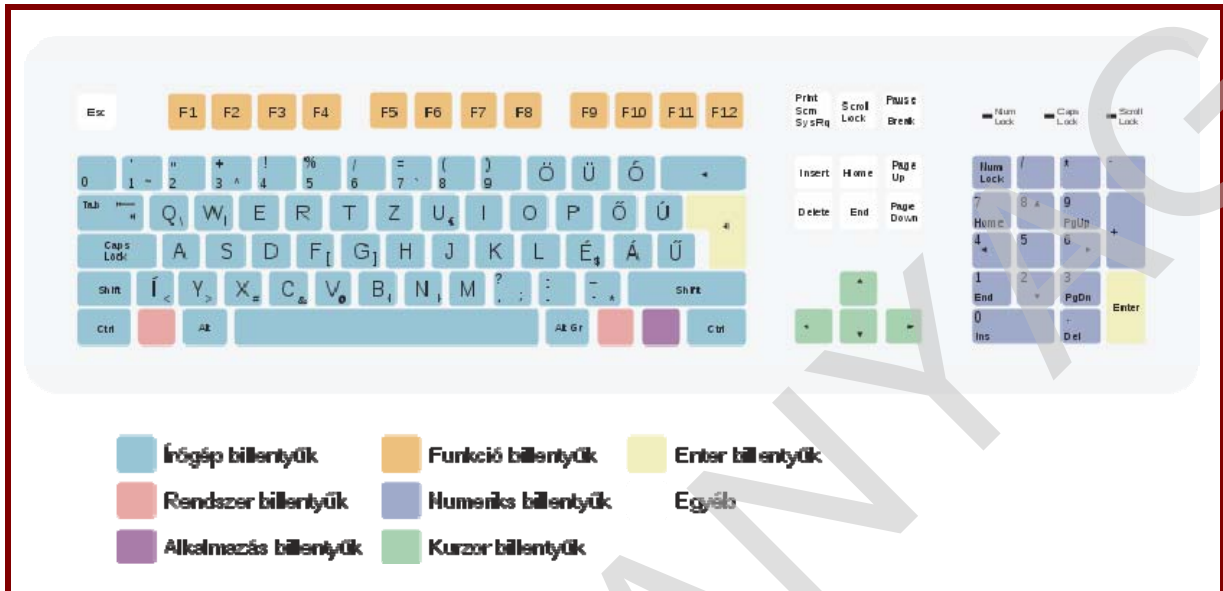 Esc F1 F2 F3 F4 F5 F6 F7 F8 F9 F10 F11 F12 Print Scrn SysRq Scroll Lock Pause Break Num Lock Caps Lock Scroll Lock
0 ' 1 ~ " 2 + 3 ^ ! 4 % 5 / 6 = 7 ` ( 8 ) 9 Ö Ü Ó Insert Home Page Up Num Lock / * -
Tab Q \ W | E R T Z U € I O P Ő Ú Delete End Page Down 7 Home 8 9 PgUp +
Caps Lock A S D F [ G ] H J K L É $ Á Ű 4 5 6
Shift Í < Y > X # C & V @ B { N } M ? , ; : . - * Shift 1 End 2 3 PgDn Enter
Ctrl Alt Alt Gr Ctrl 0 Ins . Del
Írógép billentyűk Funkció billentyűk Enter billentyűk
Rendszer billentyűk Numeriks billentyűk Egyéb
Alkalmazás billentyűk Kurzor billentyűk
ANYAG